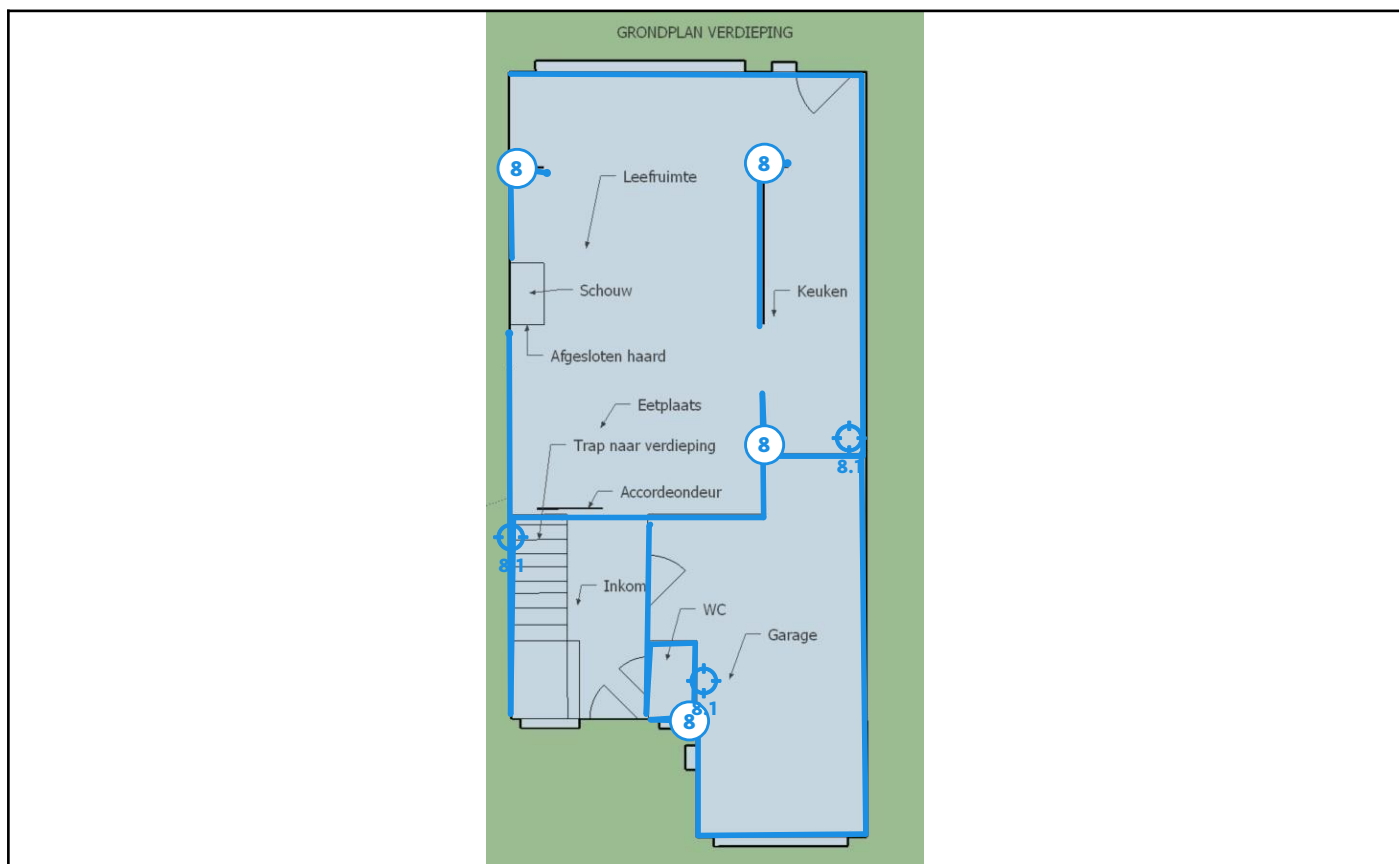 GRONDPLAN VERDIEPING
8
8
Leefruimte
Schouw
Keuken
Afgesloten haard
Eetplaats
Trap naar verdieping
8
8.1
Accordeondeur
8.1
Inkom
WC
Garage
8.1
8